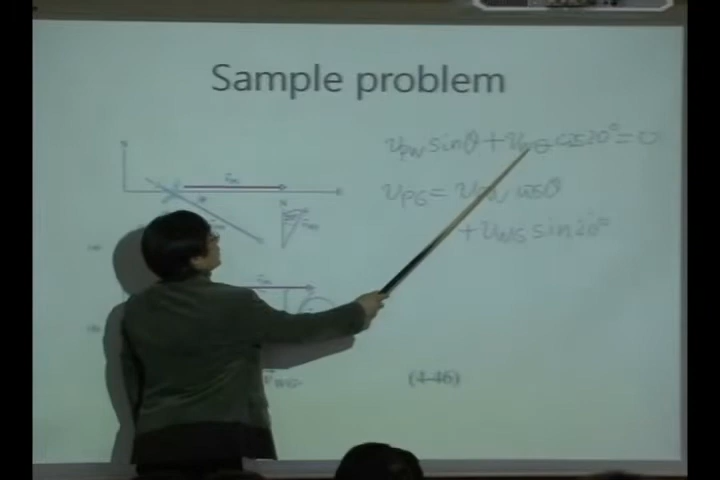 Sample problem
v_PW sinθ + v_WG cos20° = 0
v_PG = v_PW cosθ
+ v_WG sin20°
N
N
(4-46)